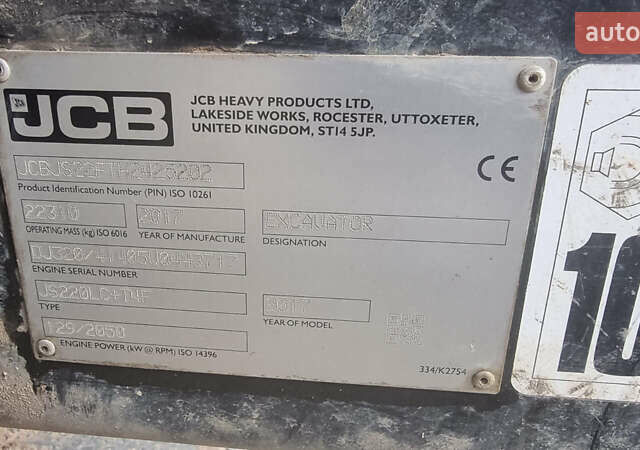 auto
JCB
JCB HEAVY PRODUCTS LTD,
LAKESIDE WORKS, ROCESTER, UTTOXETER,
UNITED KINGDOM, ST14 5JP.
CE
Product Identification Number (PIN) ISO 10261
22310
2017
EXCAVATOR
OPERATING MASS (kg) ISO 6016
YEAR OF MANUFACTURE
DESIGNATION
ENGINE SERIAL NUMBER
JS220LC+T4F
2017
TYPE
YEAR OF MODEL
129/2050
ENGINE POWER (kW @ RPM) ISO 14396
334/K2754